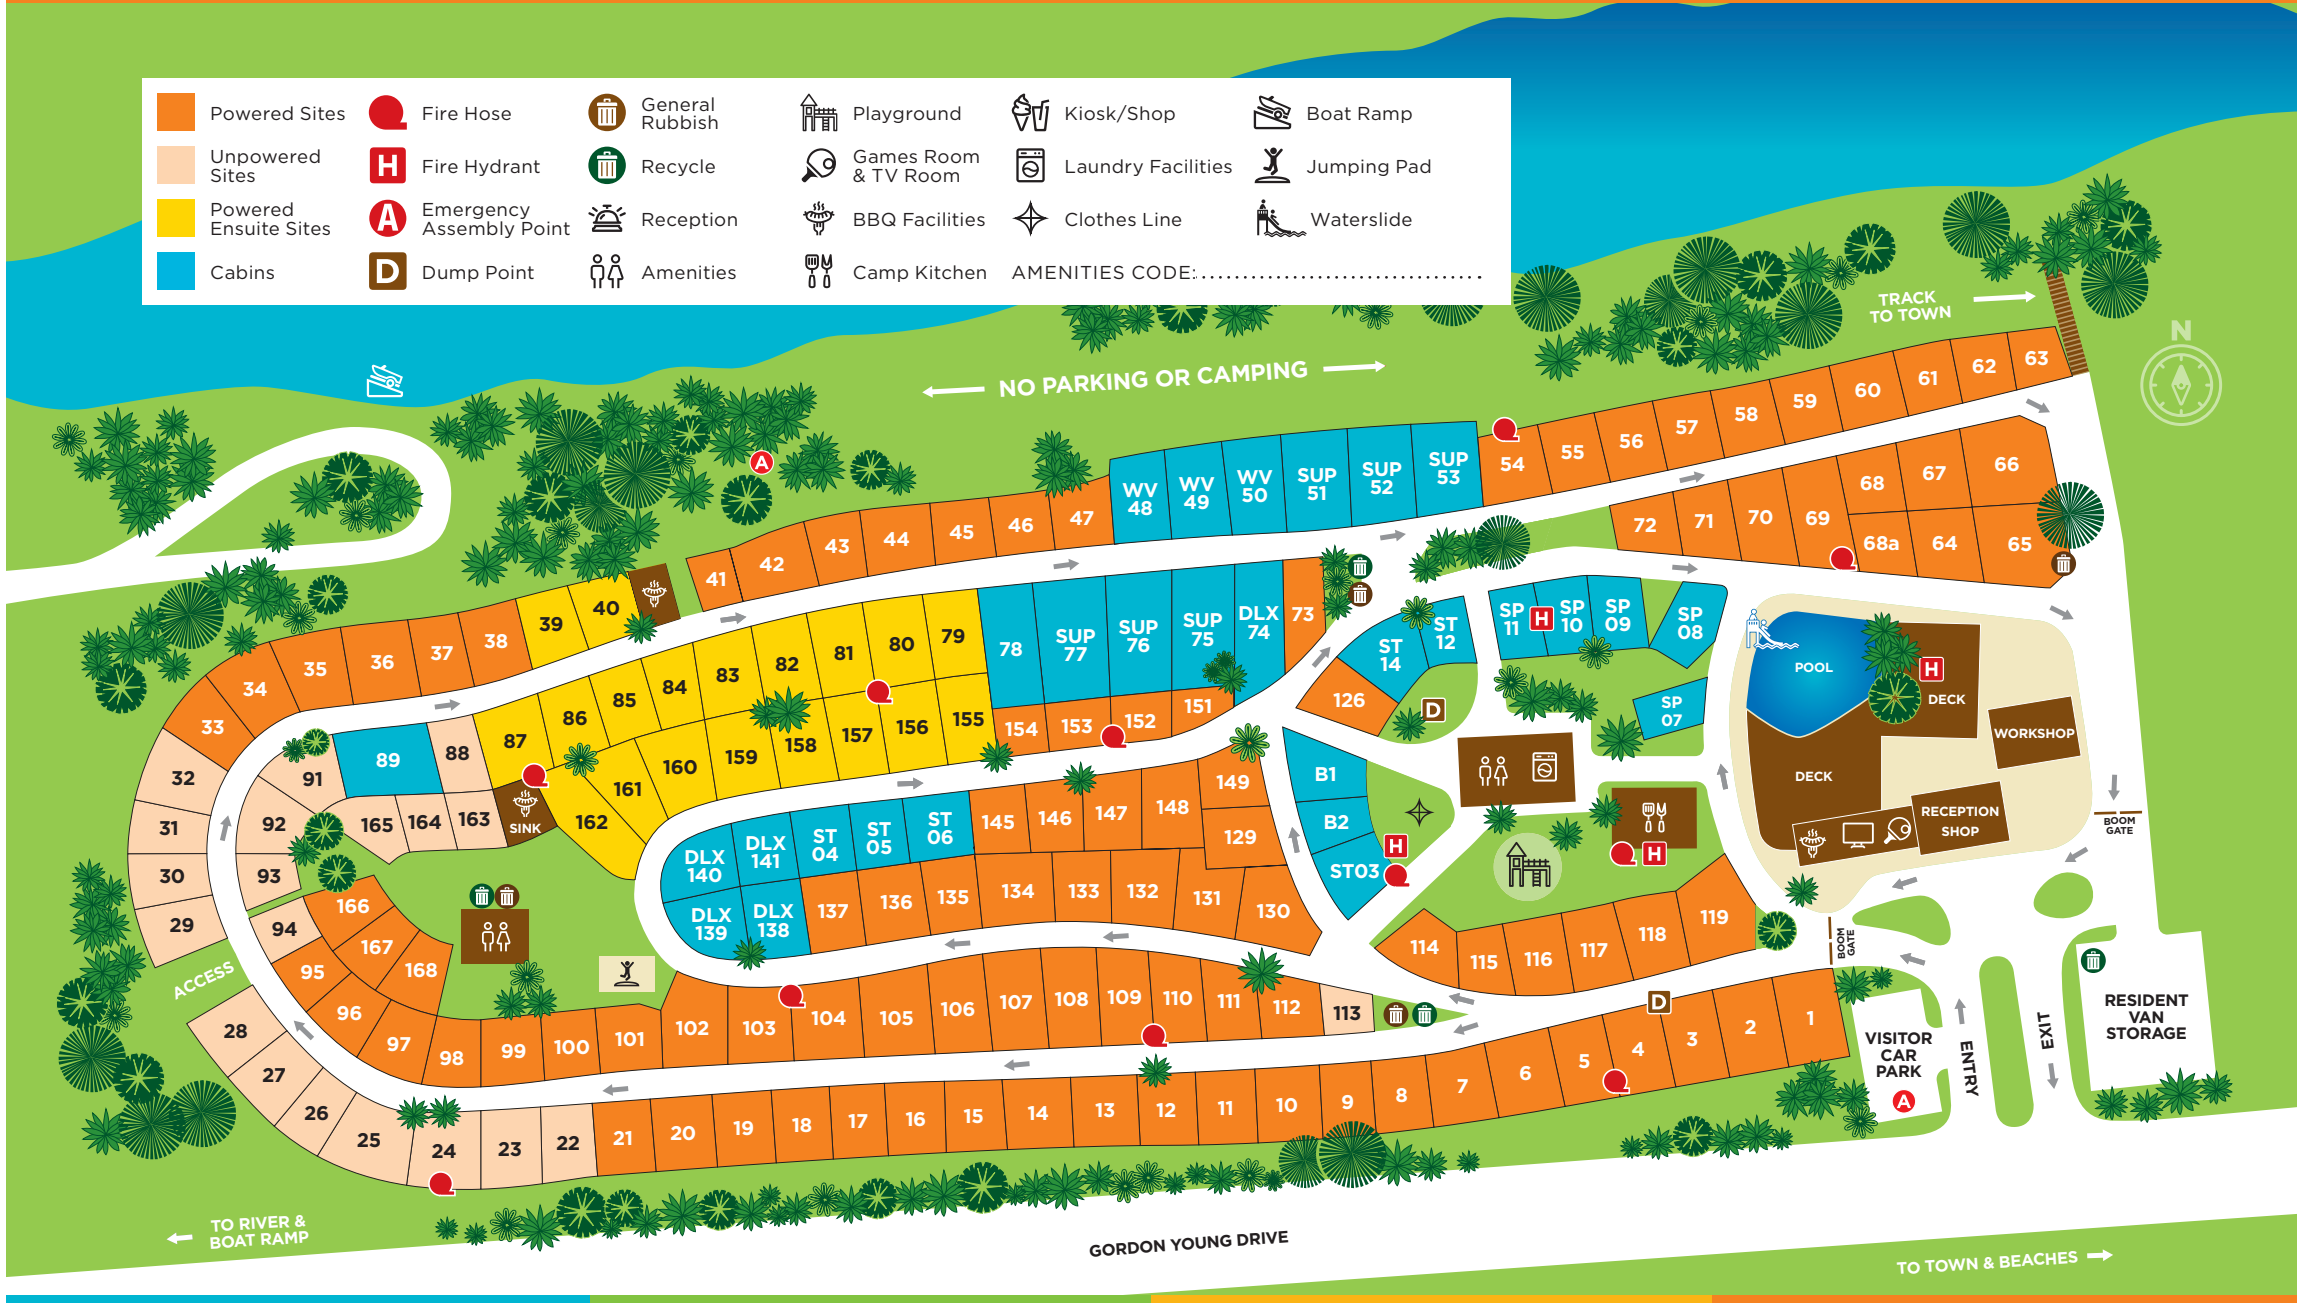 Powered Sites
Fire Hose
General
Rubbish
Playground
Kiosk/Shop
Boat Ramp
Unpowered
Sites
H
Fire Hydrant
Recycle
Games Room
& TV Room
Laundry Facilities
Jumping Pad
Powered
Ensuite Sites
A
Emergency
Assembly Point
Reception
BBQ Facilities
Clothes Line
Waterslide
Cabins
D
Dump Point
Amenities
Camp Kitchen
AMENITIES CODE:..................................
TRACK
TO TOWN
N
NO PARKING OR CAMPING
A
63
62
61
60
59
58
57
56
55
54
SUP
53
SUP
52
SUP
51
WV
50
WV
49
WV
48
47
46
45
44
43
42
41
40
39
38
37
36
35
34
33
32
31
30
29
ACCESS
28
27
26
25
24
23
22
21
20
19
18
17
16
15
14
13
12
11
10
9
8
7
6
5
4
3
2
1
D
66
67
68
69
70
71
72
68a
64
65
73
DLX
74
SUP
75
SUP
76
SUP
77
78
79
80
81
82
83
84
85
86
87
88
89
91
92
93
94
95
96
97
98
99
100
101
102
103
104
105
106
107
108
109
110
111
112
113
151
152
153
154
155
156
157
158
159
160
161
162
SINK
163
164
165
166
167
168
DLX
140
DLX
141
ST
04
ST
05
ST
06
145
146
147
148
149
129
DLX
139
DLX
138
137
136
135
134
133
132
131
130
ST
14
ST
12
126
D
SP
11
H
SP
10
SP
09
SP
08
SP
07
B1
B2
ST03
H
H
114
115
116
117
118
119
POOL
H
DECK
DECK
WORKSHOP
RECEPTION
SHOP
BOOM
GATE
BOOM
GATE
VISITOR
CAR
PARK
A
ENTRY
EXIT
RESIDENT
VAN
STORAGE
TO RIVER &
BOAT RAMP
GORDON YOUNG DRIVE
TO TOWN & BEACHES